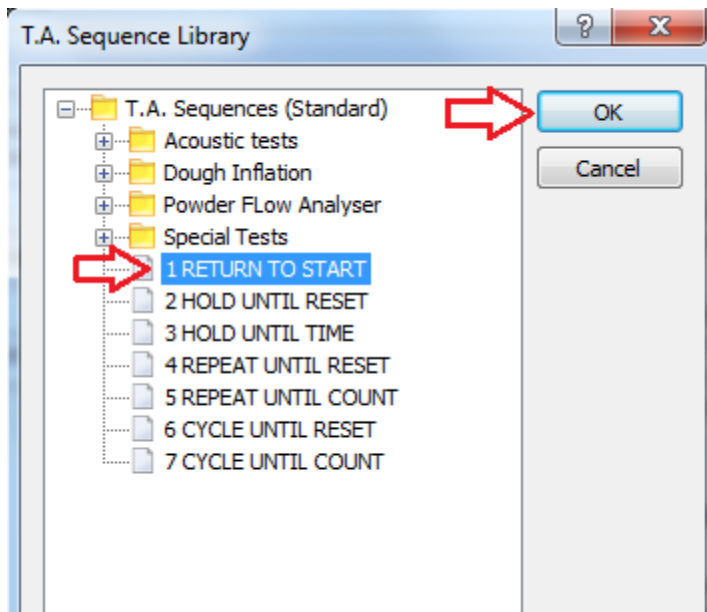 T.A. Sequence Library
?
T.A. Sequences (Standard)
OK
Acoustic tests
Dough Inflation
Cancel
Powder FLow Analyser
Special Tests
1 RETURN TO START
2 HOLD UNTIL RESET
3 HOLD UNTIL TIME
4 REPEAT UNTIL RESET
5 REPEAT UNTIL COUNT
6 CYCLE UNTIL RESET
7 CYCLE UNTIL COUNT